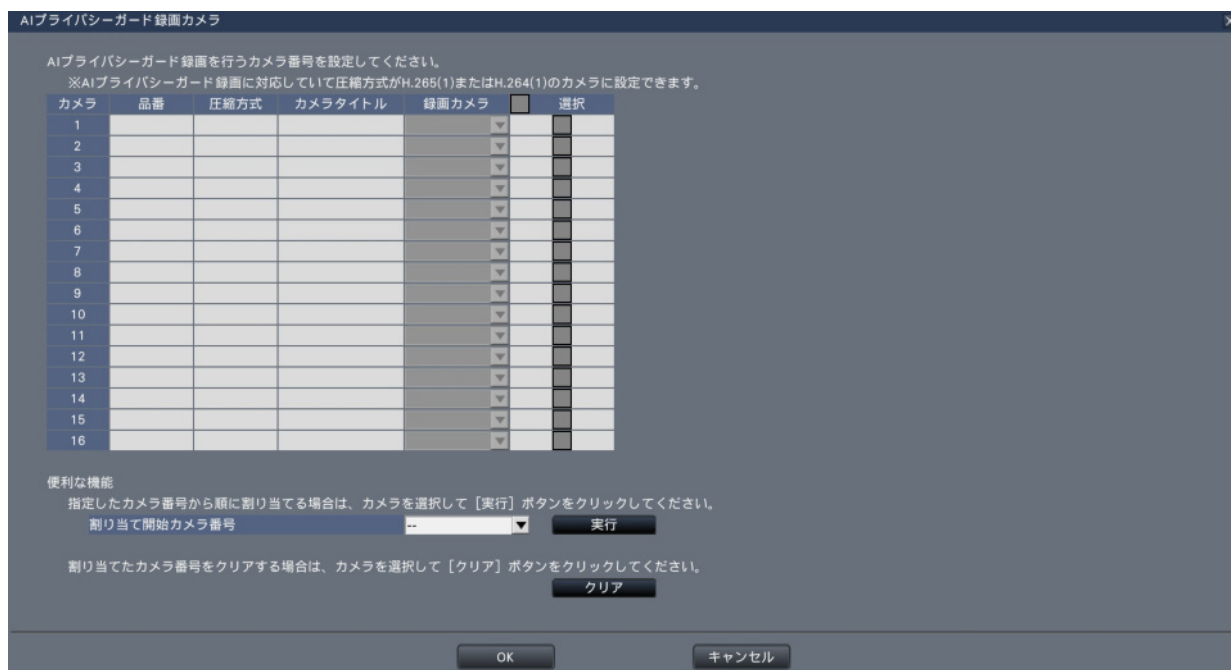 AIプライバシーガード録画カメラ
AIプライバシーガード録画を行うカメラ番号を設定してください。
※AIプライバシーガード録画に対応していて圧縮方式がH.265(1)またはH.264(1)のカメラに設定できます。
カメラ 品番 圧縮方式 カメラタイトル 録画カメラ 選択
1
2
3
4
5
6
7
8
9
10
11
12
13
14
15
16
便利な機能
指定したカメラ番号から順に割り当てる場合は、カメラを選択して［実行］ボタンをクリックしてください。
割り当て開始カメラ番号 -- 実行
割り当てたカメラ番号をクリアする場合は、カメラを選択して［クリア］ボタンをクリックしてください。
クリア
OK キャンセル